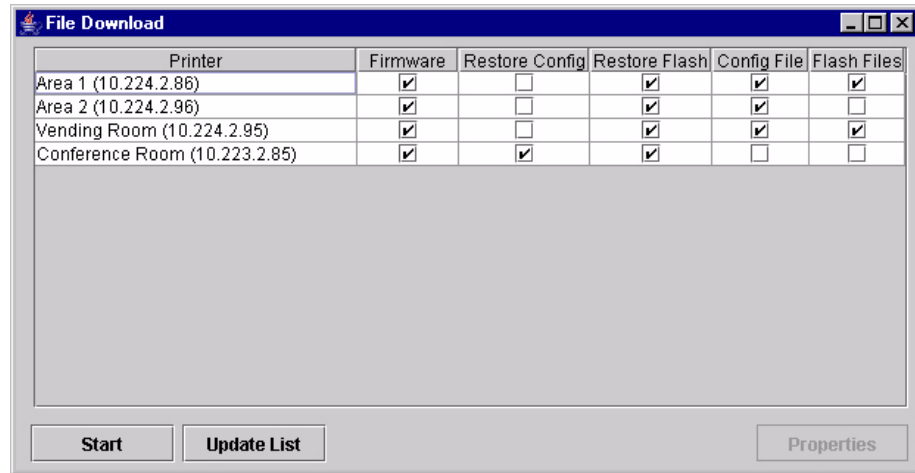 File Download
Printer Firmware Restore Config Restore Flash Config File Flash Files
Area 1 (10.224.2.86)
Area 2 (10.224.2.96)
Vending Room (10.224.2.95)
Conference Room (10.223.2.85)
Start Update List Properties